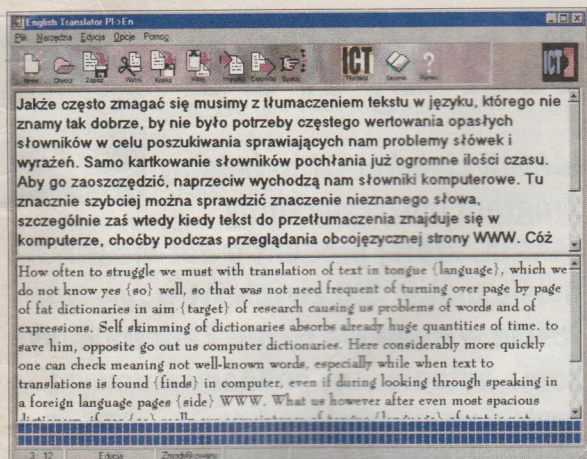 English Translator Pl->En
Plik Narzędzia Edycja Opcje Pomoc
Nowy Otwórz Zapisz Wytnij Kopiuj Wklej Szukaj ICT Pomoc ICT
Jakże często zmagać się musimy z tłumaczeniem tekstu w języku, którego nie
znamy tak dobrze, by nie było potrzeby częstego wertowania opasłych
słowników w celu poszukiwania sprawiających nam problemy słówek i
wyrażeń. Samo kartkowanie słowników pochłania już ogromne ilości czasu.
Aby go zaoszczędzić, naprzeciw wychodzą nam słowniki komputerowe. Tu
znacznie szybciej można sprawdzić znaczenie nieznanego słowa,
szczególnie zaś wtedy kiedy tekst do przetłumaczenia znajduje się w
komputerze, choćby podczas przeglądania obcojęzycznej strony WWW. Cóż
How often to struggle we must with translation of text in tongue {language}, which we
do not know yes {so} well, so that was not need frequent of turning over page by page
of fat dictionaries in aim {target} of research causing us problems of words and of
expressions. Self skimming of dictionaries absorbs already huge quantities of time. to
save him, opposite go out us computer dictionaries. Here considerably more quickly
one can check meaning not well-known words, especially while when text to
translations is found {finds} in computer, even if during looking through speaking in
a foreign language pages {side} WWW. What us however after even most spacious
3: 12 Edycja Zmodyfikowany